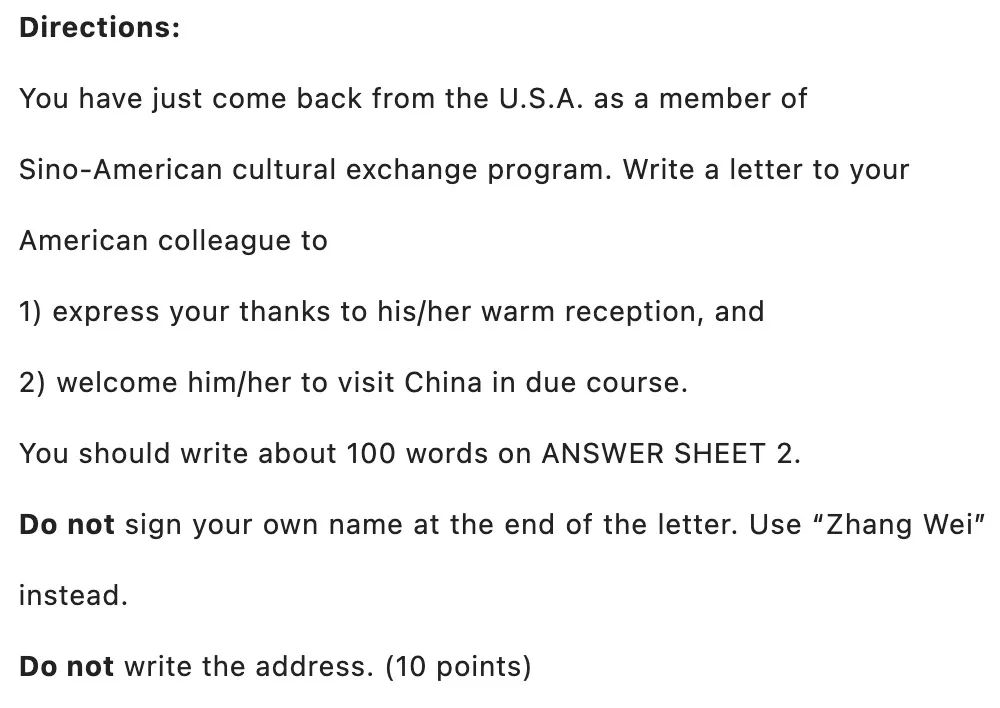 Directions:
You have just come back from the U.S.A. as a member of
Sino-American cultural exchange program. Write a letter to your
American colleague to
1) express your thanks to his/her warm reception, and
2) welcome him/her to visit China in due course.
You should write about 100 words on ANSWER SHEET 2.
Do not sign your own name at the end of the letter. Use “Zhang Wei”
instead.
Do not write the address. (10 points)